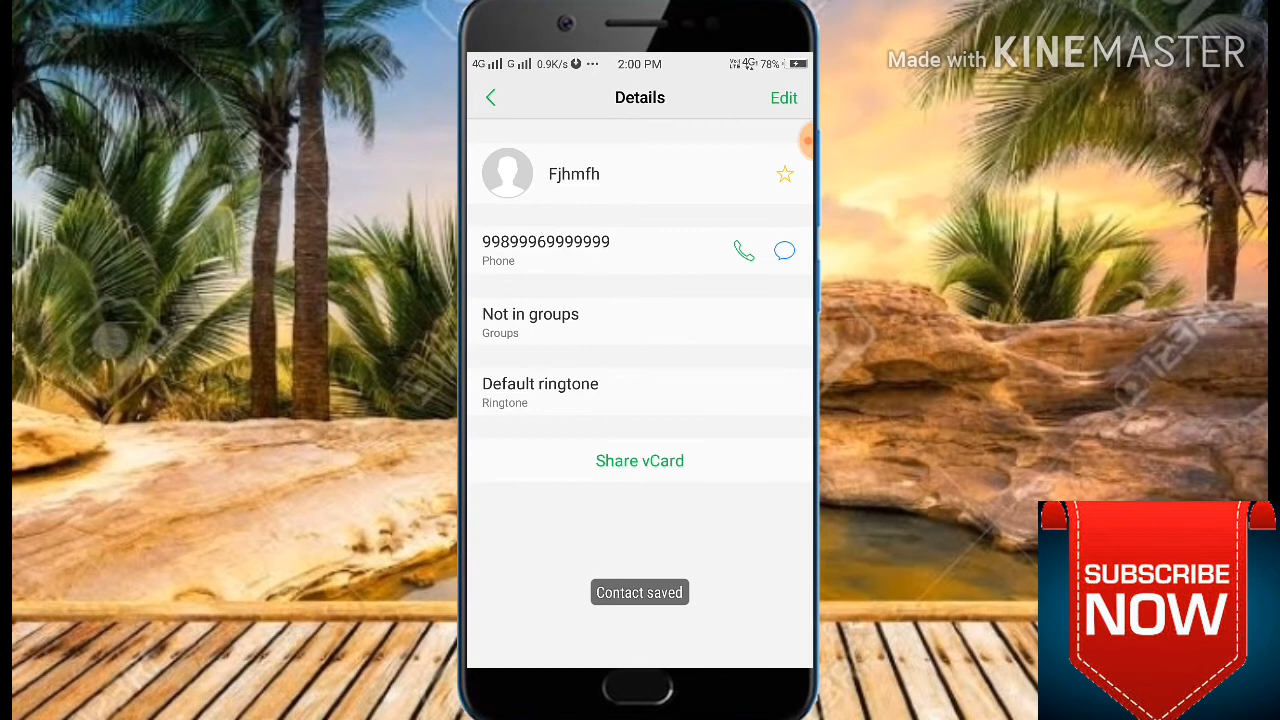 Made with KINEMASTER
4G G 0.9K/s ... 2:00 PM 4G 78%
Details
Edit
Fjhmfh
99899969999999
Phone
Not in groups
Groups
Default ringtone
Ringtone
Share vCard
Contact saved
SUBSCRIBE
NOW